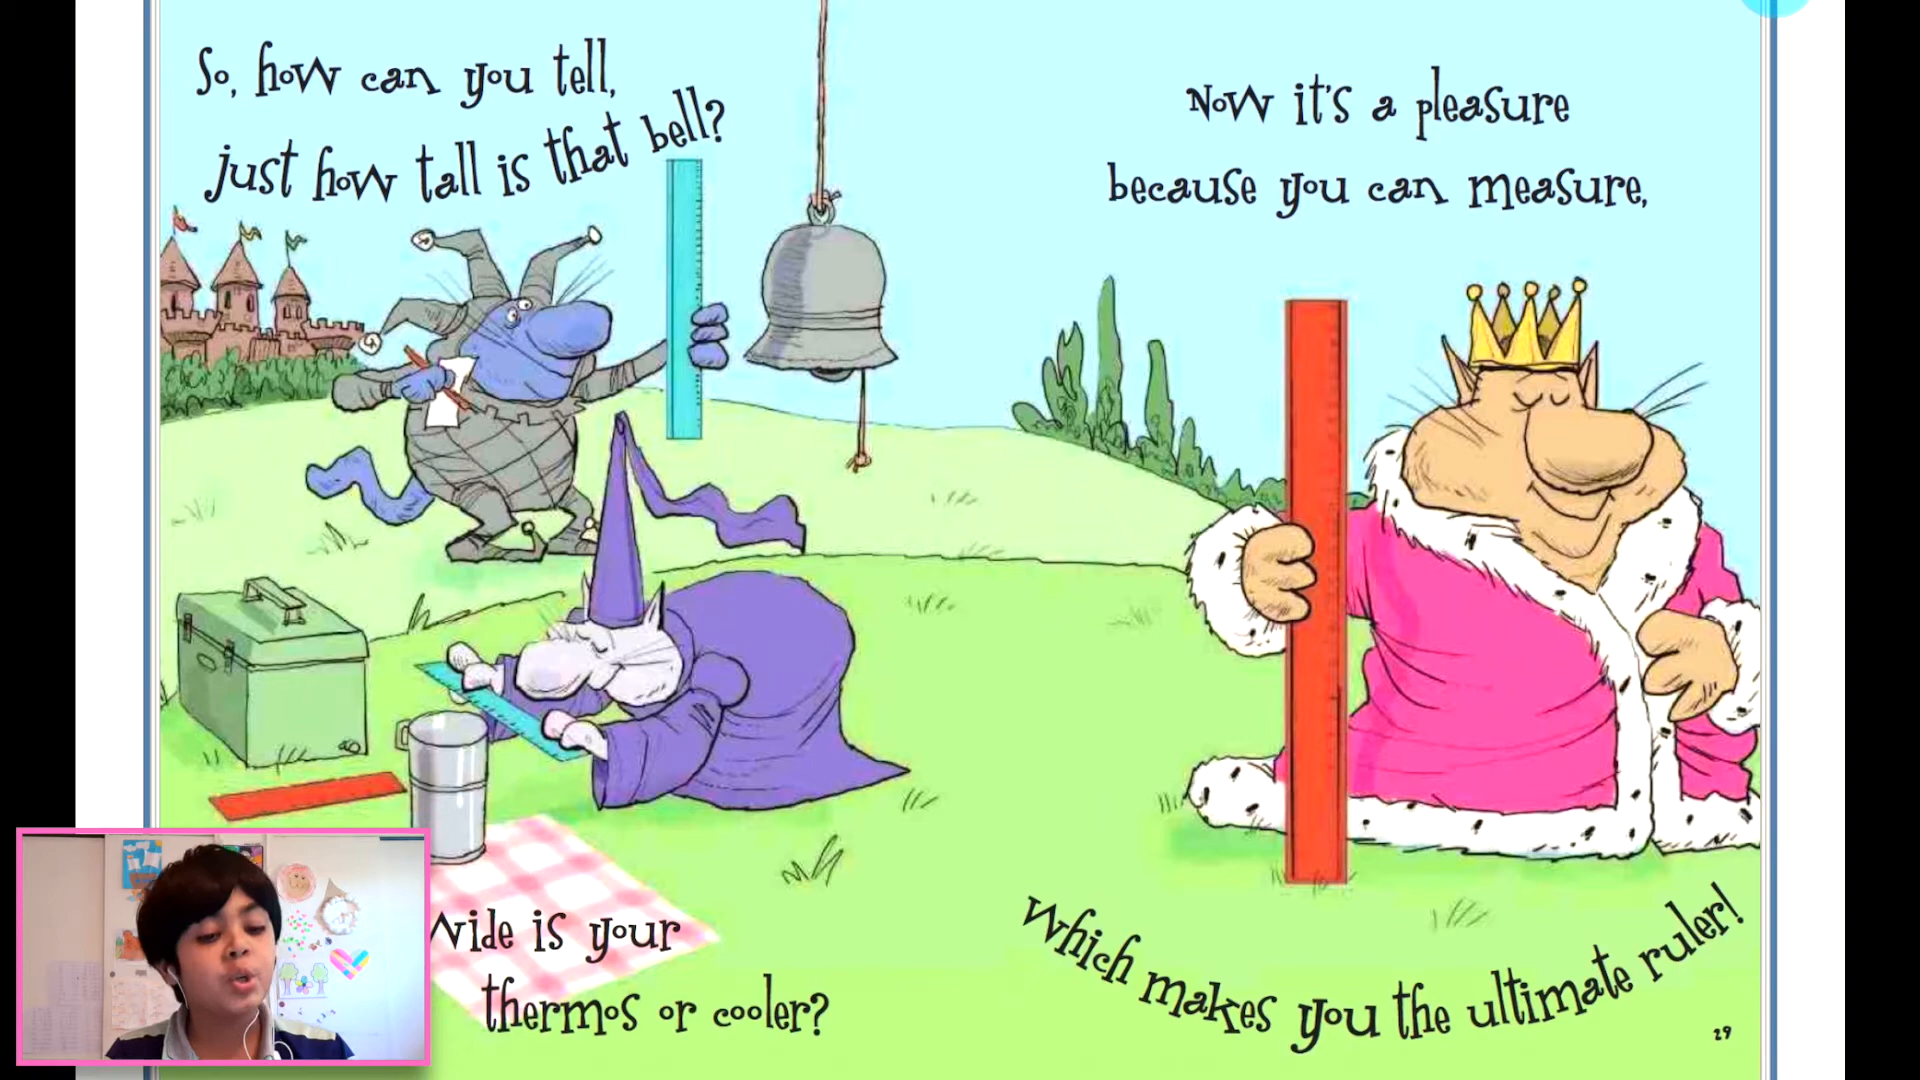 So, how can you tell,
just how tall is that bell?
wide is your
thermos or cooler?
Now it's a pleasure
because you can measure,
which makes you the ultimate ruler!
29